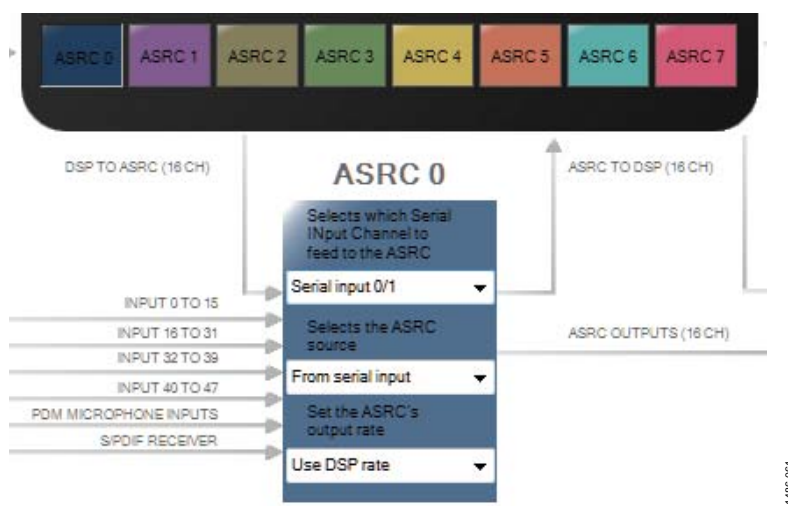 ASRC 0 ASRC 1 ASRC 2 ASRC 3 ASRC 4 ASRC 5 ASRC 6 ASRC 7
DSP TO ASRC (16 CH)
ASRC TO DSP (16 CH)
ASRC 0
Selects which Serial
INput Channel to
feed to the ASRC
Serial input 0/1
INPUT 0 TO 15
INPUT 16 TO 31
INPUT 32 TO 39
INPUT 40 TO 47
PDM MICROPHONE INPUTS
S/PDIF RECEIVER
Selects the ASRC
source
From serial input
Set the ASRC's
output rate
Use DSP rate
ASRC OUTPUTS (16 CH)